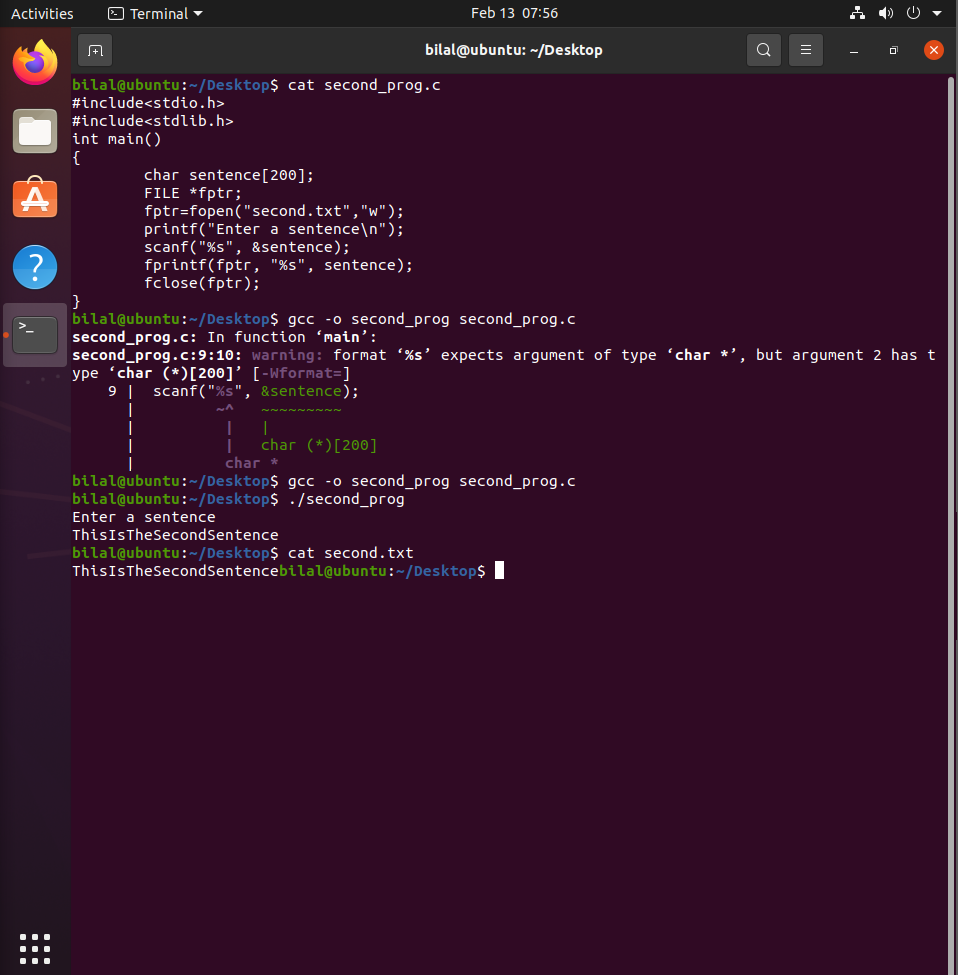 Activities
Terminal
Feb 13 07:56
bilal@ubuntu: ~/Desktop
bilal@ubuntu:~/Desktop$ cat second_prog.c
#include<stdio.h>
#include<stdlib.h>
int main()
{
        char sentence[200];
        FILE *fptr;
        fptr=fopen("second.txt","w");
        printf("Enter a sentence\n");
        scanf("%s", &sentence);
        fprintf(fptr, "%s", sentence);
        fclose(fptr);
}
bilal@ubuntu:~/Desktop$ gcc -o second_prog second_prog.c
second_prog.c: In function ‘main’:
second_prog.c:9:10: warning: format ‘%s’ expects argument of type ‘char *’, but argument 2 has t
ype ‘char (*)[200]’ [-Wformat=]
    9 |  scanf("%s", &sentence);
      |         ~^   ~~~~~~~~~
      |          |   |
      |          |   char (*)[200]
      |          char *
bilal@ubuntu:~/Desktop$ gcc -o second_prog second_prog.c
bilal@ubuntu:~/Desktop$ ./second_prog
Enter a sentence
ThisIsTheSecondSentence
bilal@ubuntu:~/Desktop$ cat second.txt
ThisIsTheSecondSentencebilal@ubuntu:~/Desktop$